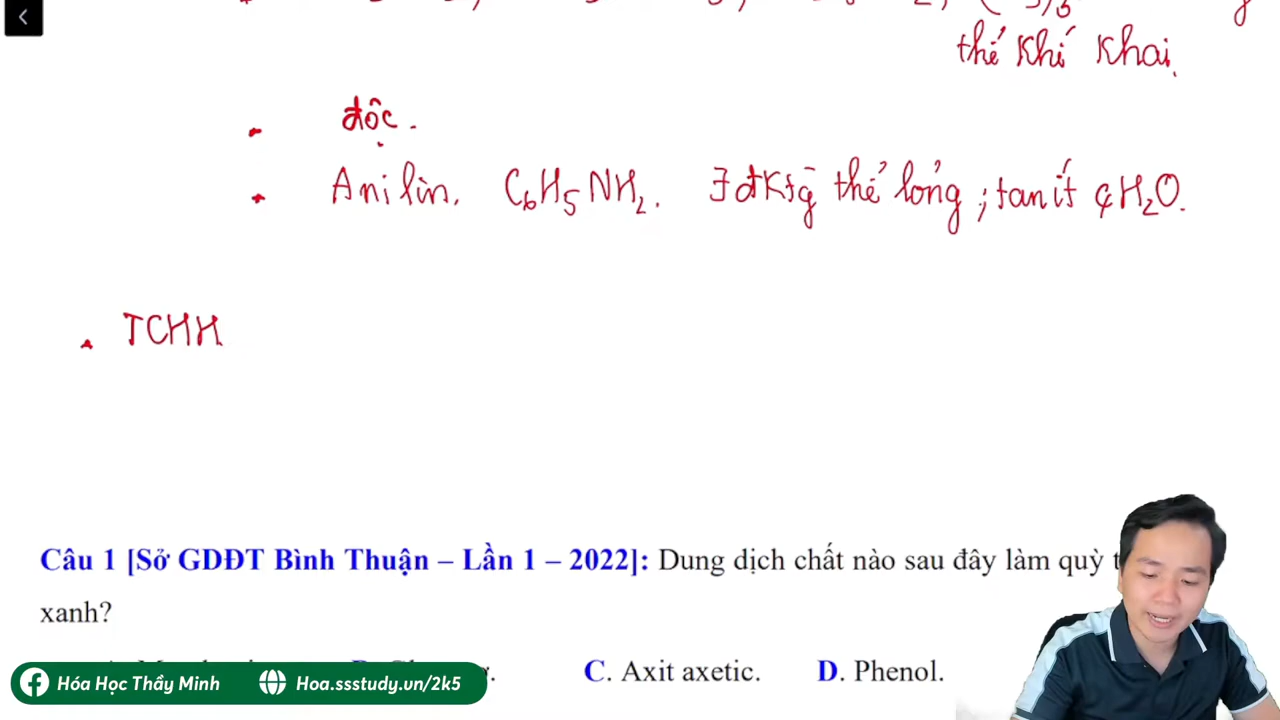 thể khí khai.
độc.
Anilin. C6H5NH2. ∃ đktg thể lỏng; tan ít H2O.
TCHH
Câu 1 [Sở GDĐT Bình Thuận – Lần 1 – 2022]: Dung dịch chất nào sau đây làm quỳ
xanh?
C. Axit axetic. D. Phenol.
Hóa Học Thầy Minh Hoa.ssstudy.vn/2k5